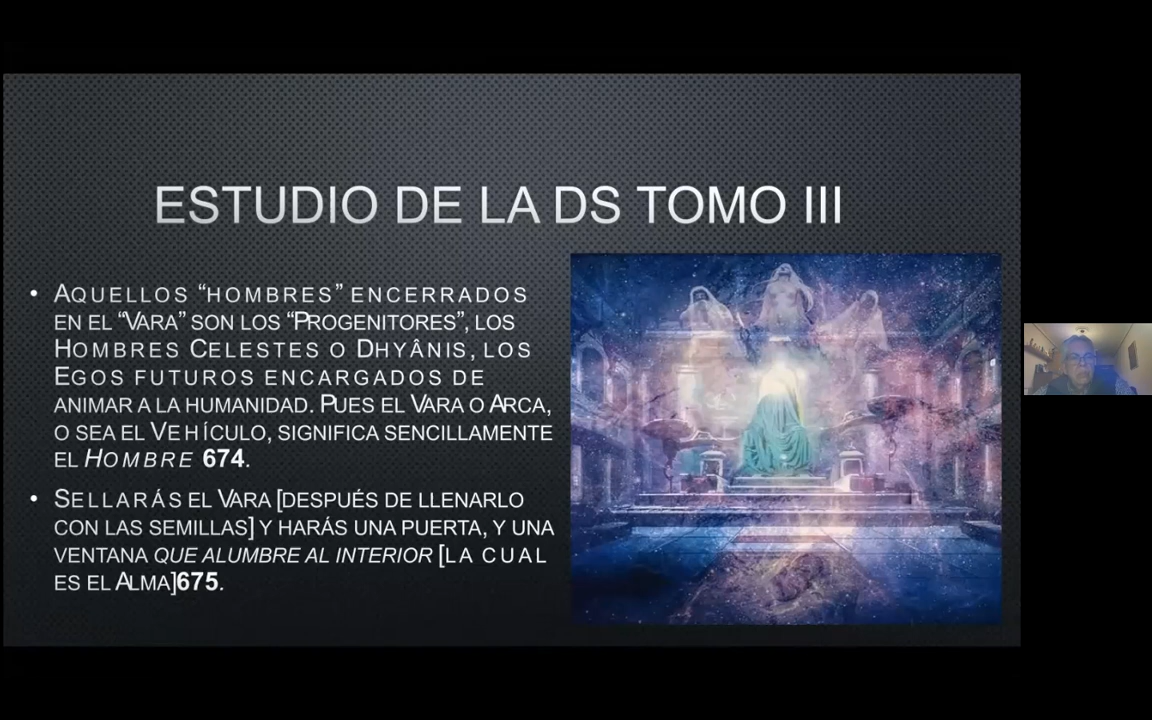 ESTUDIO DE LA DS TOMO III
• AQUELLOS “HOMBRES” ENCERRADOS
EN EL “VARA” SON LOS “PROGENITORES”, LOS
HOMBRES CELESTES O DHYÂNIS, LOS
EGOS FUTUROS ENCARGADOS DE
ANIMAR A LA HUMANIDAD. PUES EL VARA O ARCA,
O SEA EL VEHÍCULO, SIGNIFICA SENCILLAMENTE
EL HOMBRE 674.
• SELLARÁS EL VARA [DESPUÉS DE LLENARLO
CON LAS SEMILLAS] Y HARÁS UNA PUERTA, Y UNA
VENTANA QUE ALUMBRE AL INTERIOR [LA CUAL
ES EL ALMA]675.